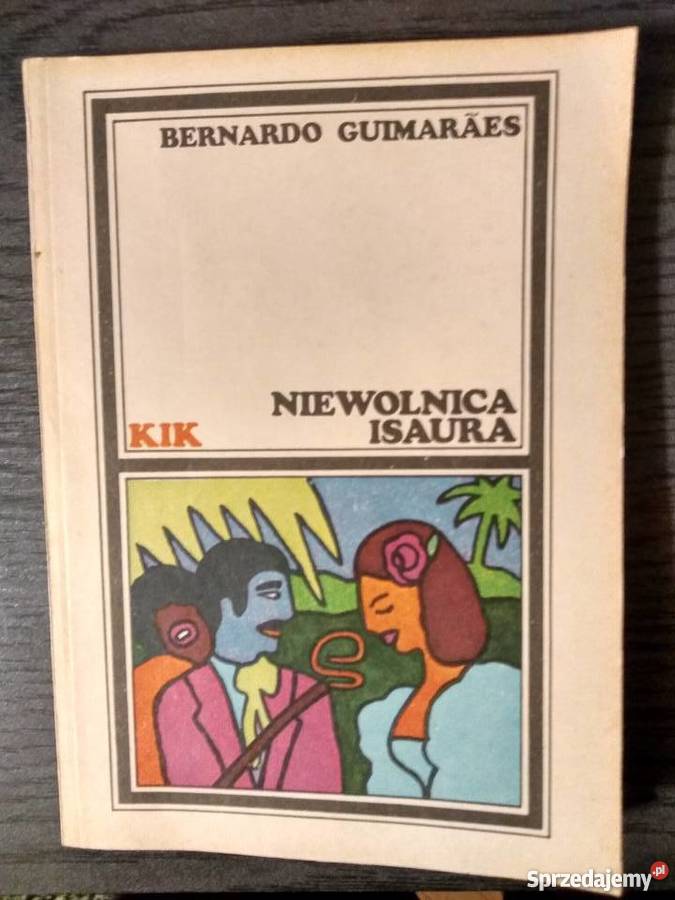 BERNARDO GUIMARÃES
NIEWOLNICA
KIK ISAURA
Sprzedajemy.pl